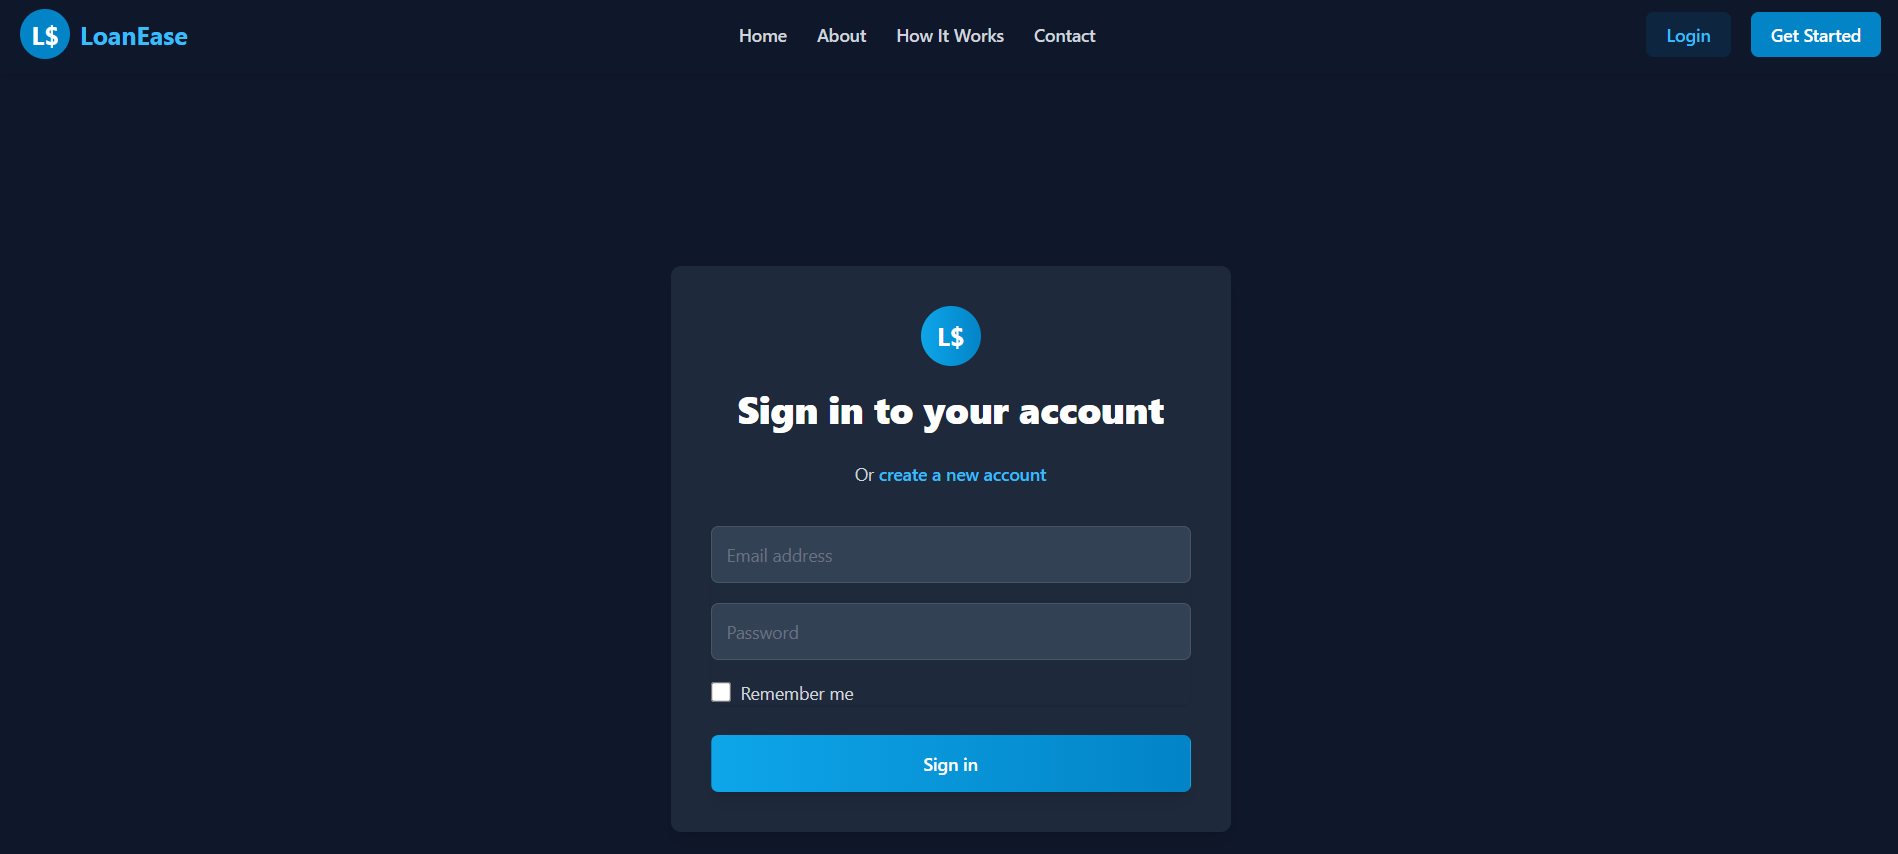 L$ LoanEase Home About How It Works Contact Login Get Started
L$
Sign in to your account
Or create a new account
Email address
Password
Remember me
Sign in